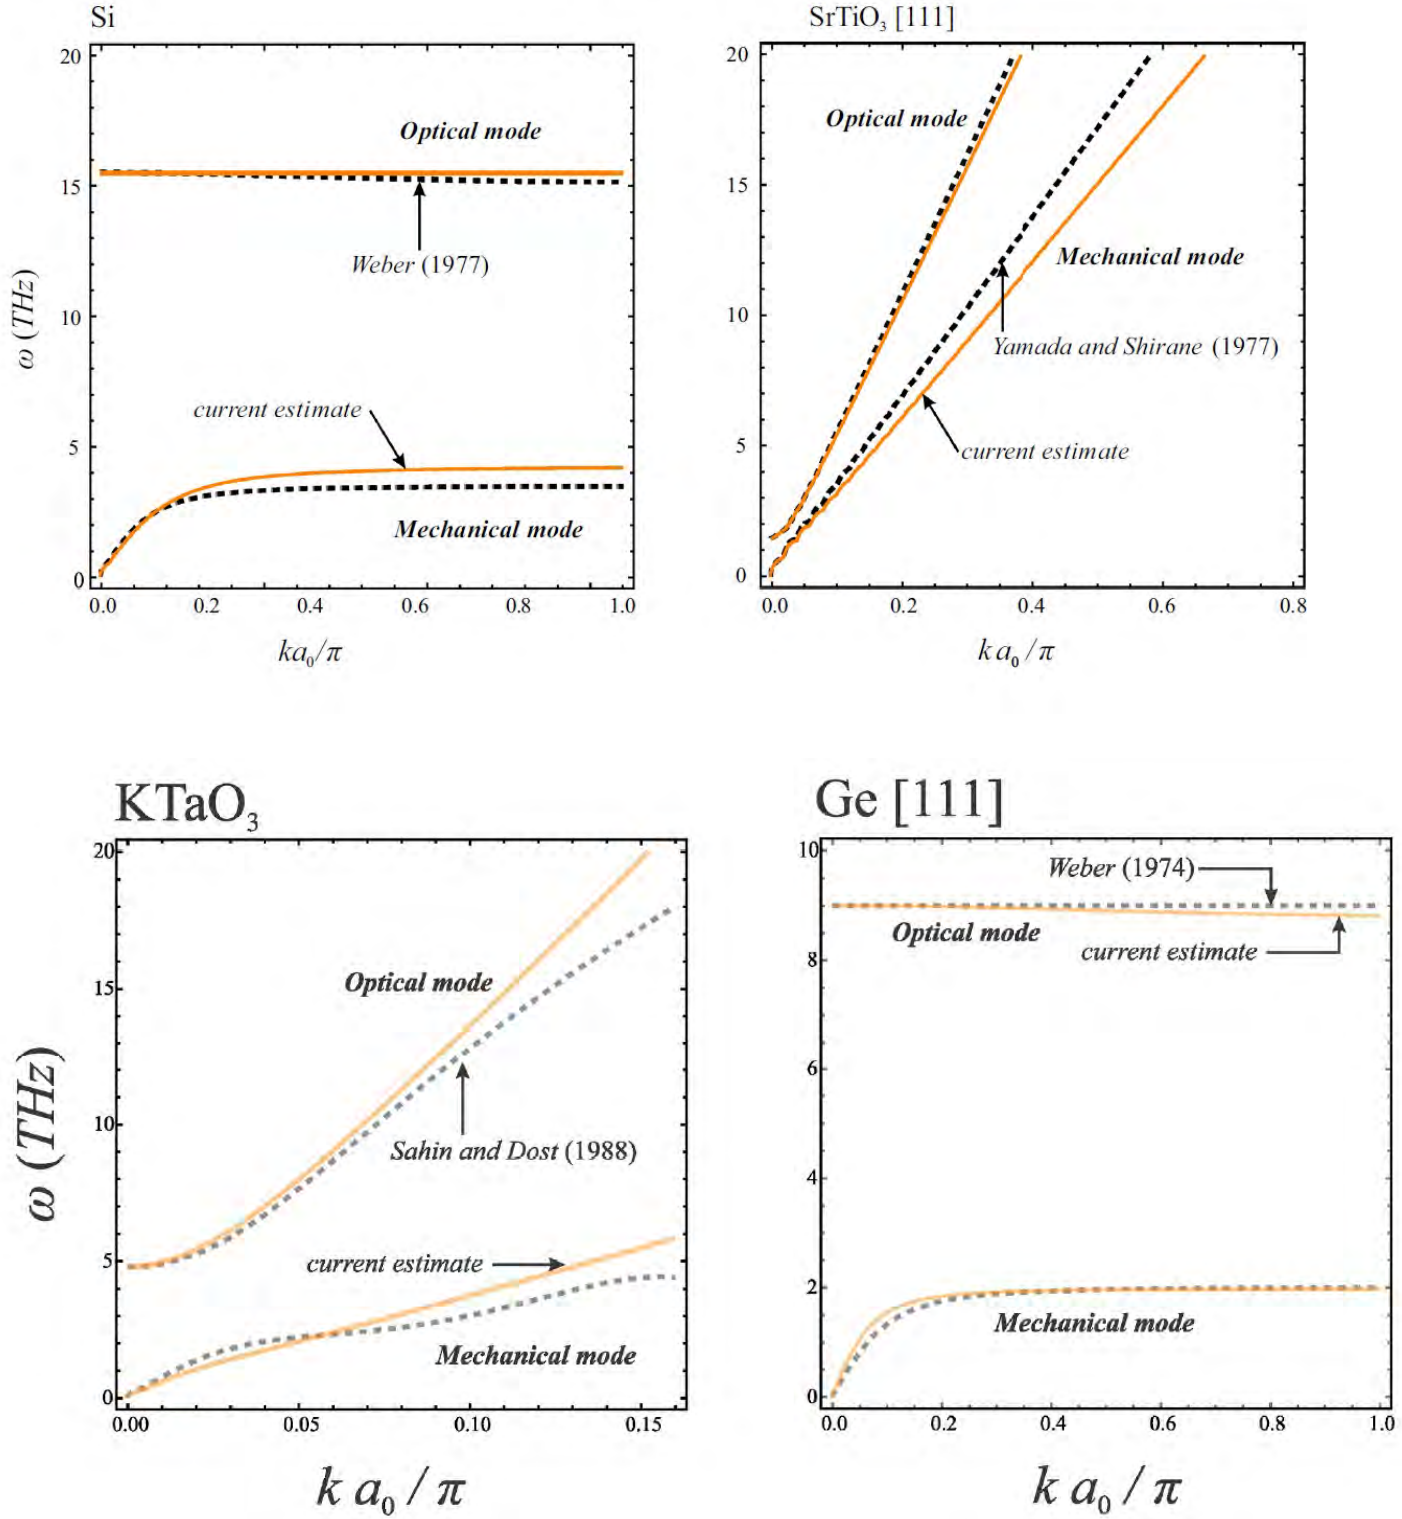 Si
20
15
10
5
0
ω (THz)
Optical mode
Weber (1977)
current estimate
Mechanical mode
0.0 0.2 0.4 0.6 0.8 1.0
ka₀/π
SrTiO₃ [111]
20
15
10
5
0
Optical mode
Mechanical mode
Yamada and Shirane (1977)
current estimate
0.0 0.2 0.4 0.6 0.8
k a₀ / π
KTaO₃
20
15
10
5
0
ω (THz)
Optical mode
Sahin and Dost (1988)
current estimate
Mechanical mode
0.00 0.05 0.10 0.15
k a₀ / π
Ge [111]
10
8
6
4
2
0
Weber (1974)
Optical mode
current estimate
Mechanical mode
0.0 0.2 0.4 0.6 0.8 1.0
k a₀ / π